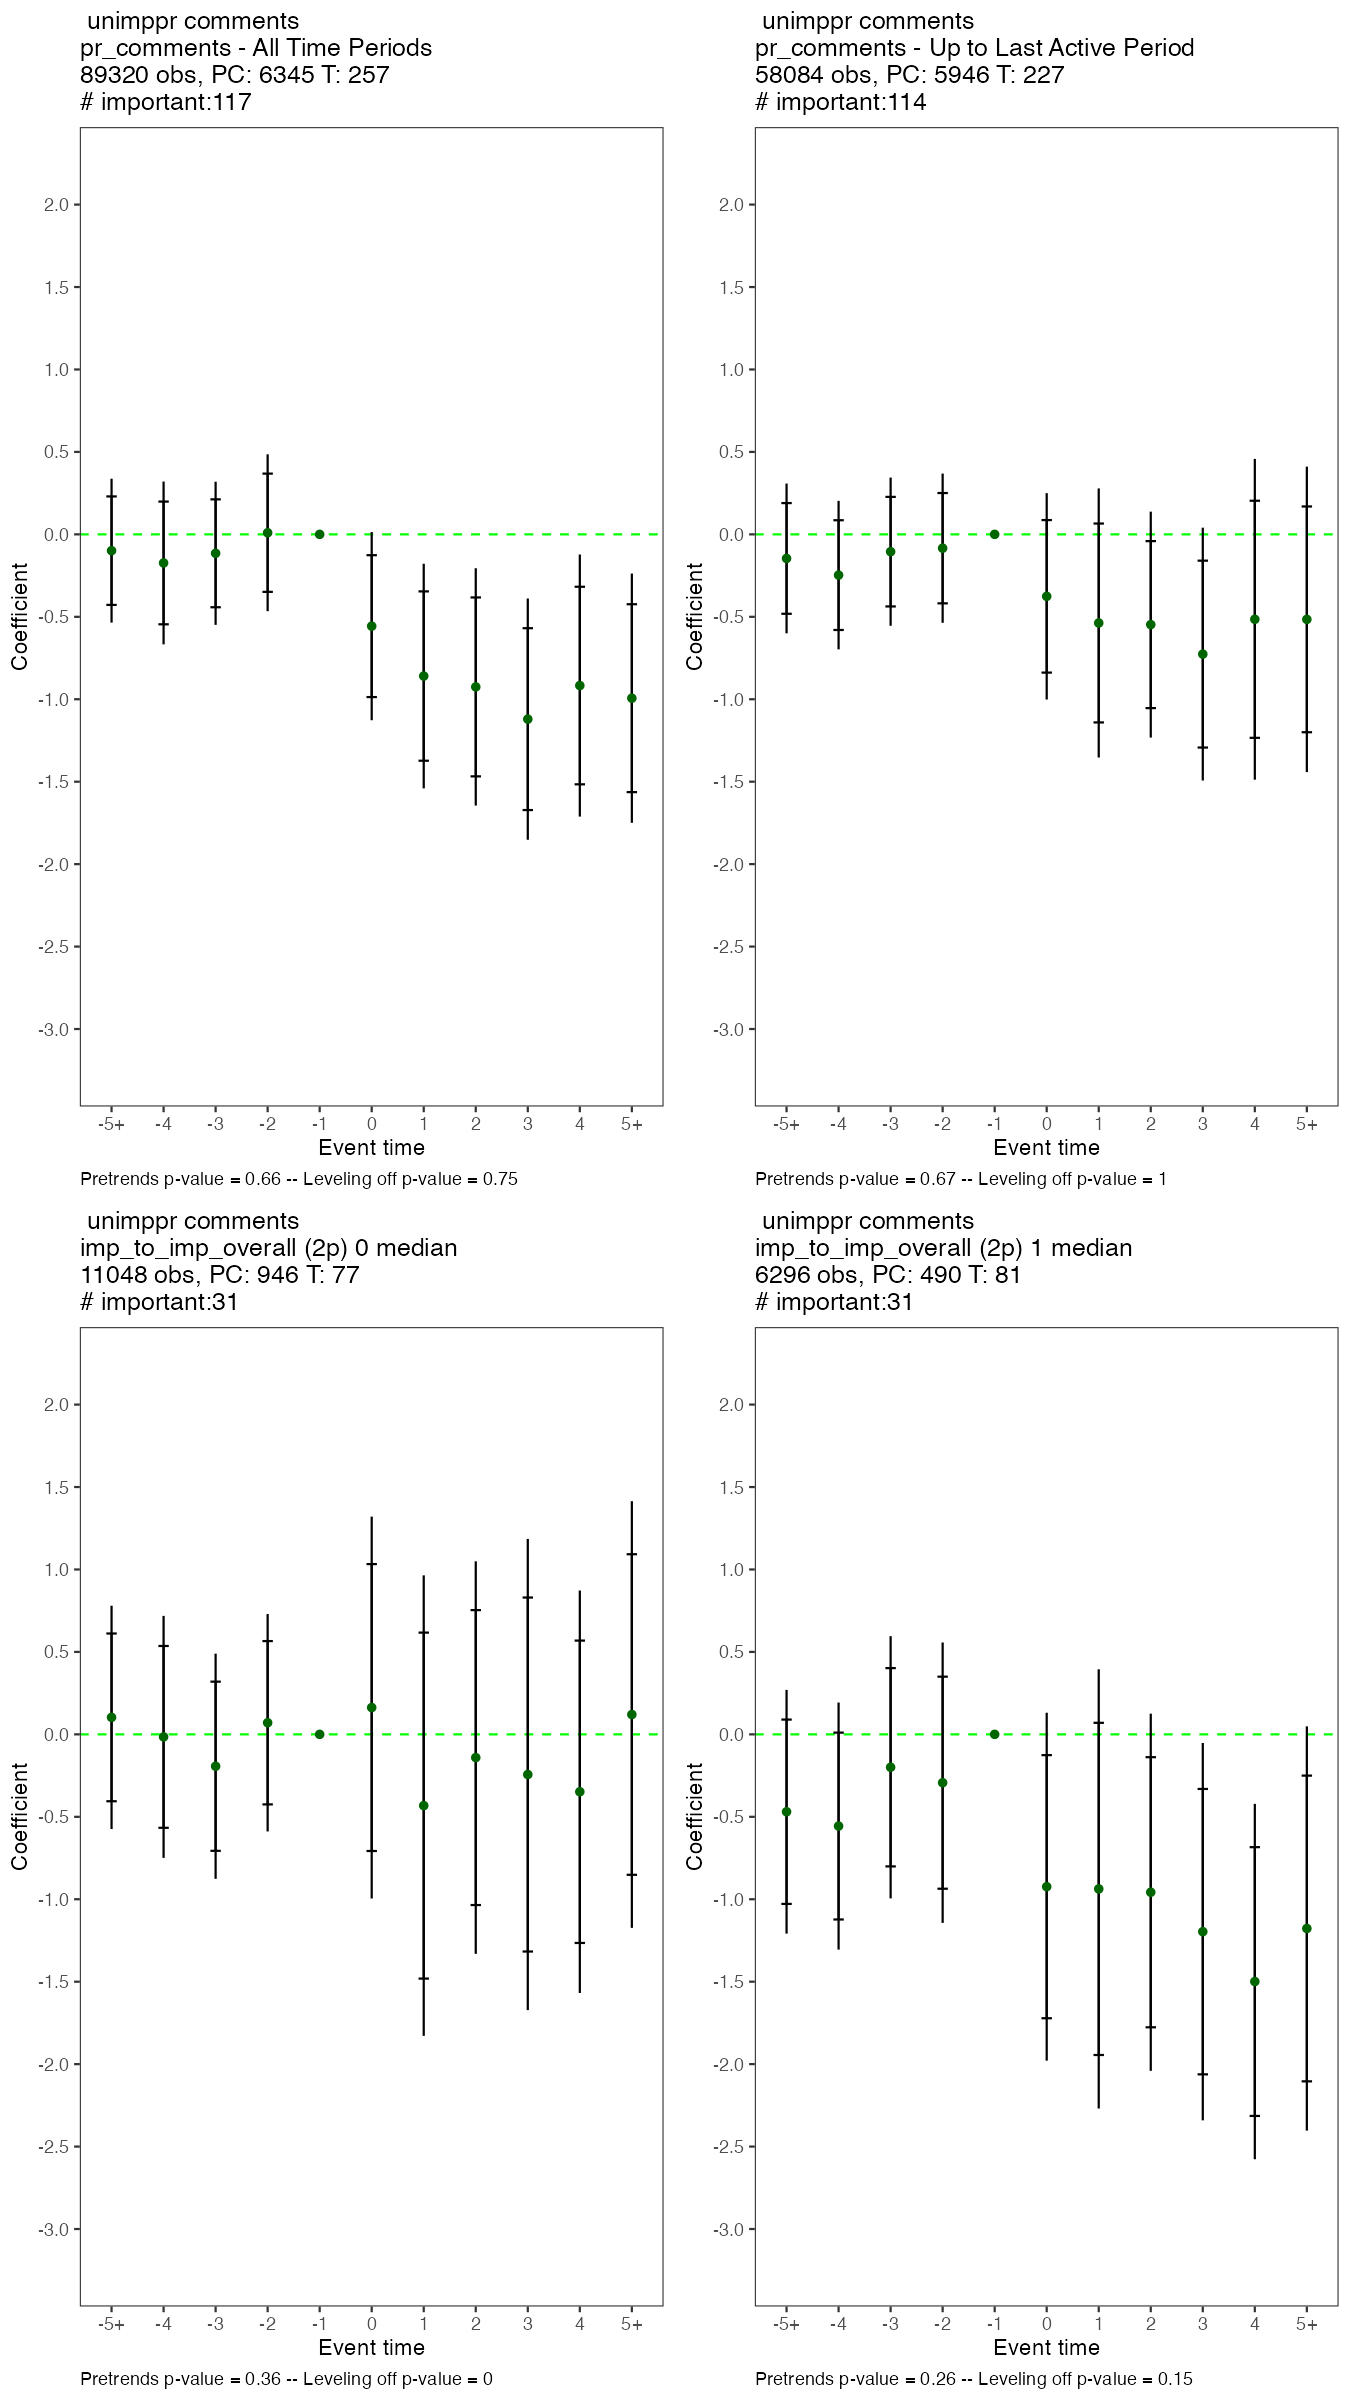 unimppr comments
pr_comments - All Time Periods
89320 obs, PC: 6345 T: 257
# important:117
2.0
1.5
1.0
0.5
0.0
-0.5
-1.0
-1.5
-2.0
-2.5
-3.0
Coefficient
-5+ -4 -3 -2 -1 0 1 2 3 4 5+
Event time
Pretrends p-value = 0.66 -- Leveling off p-value = 0.75
unimppr comments
pr_comments - Up to Last Active Period
58084 obs, PC: 5946 T: 227
# important:114
2.0
1.5
1.0
0.5
0.0
-0.5
-1.0
-1.5
-2.0
-2.5
-3.0
Coefficient
-5+ -4 -3 -2 -1 0 1 2 3 4 5+
Event time
Pretrends p-value = 0.67 -- Leveling off p-value = 1
unimppr comments
imp_to_imp_overall (2p) 0 median
11048 obs, PC: 946 T: 77
# important:31
2.0
1.5
1.0
0.5
0.0
-0.5
-1.0
-1.5
-2.0
-2.5
-3.0
Coefficient
-5+ -4 -3 -2 -1 0 1 2 3 4 5+
Event time
Pretrends p-value = 0.36 -- Leveling off p-value = 0
unimppr comments
imp_to_imp_overall (2p) 1 median
6296 obs, PC: 490 T: 81
# important:31
2.0
1.5
1.0
0.5
0.0
-0.5
-1.0
-1.5
-2.0
-2.5
-3.0
Coefficient
-5+ -4 -3 -2 -1 0 1 2 3 4 5+
Event time
Pretrends p-value = 0.26 -- Leveling off p-value = 0.15